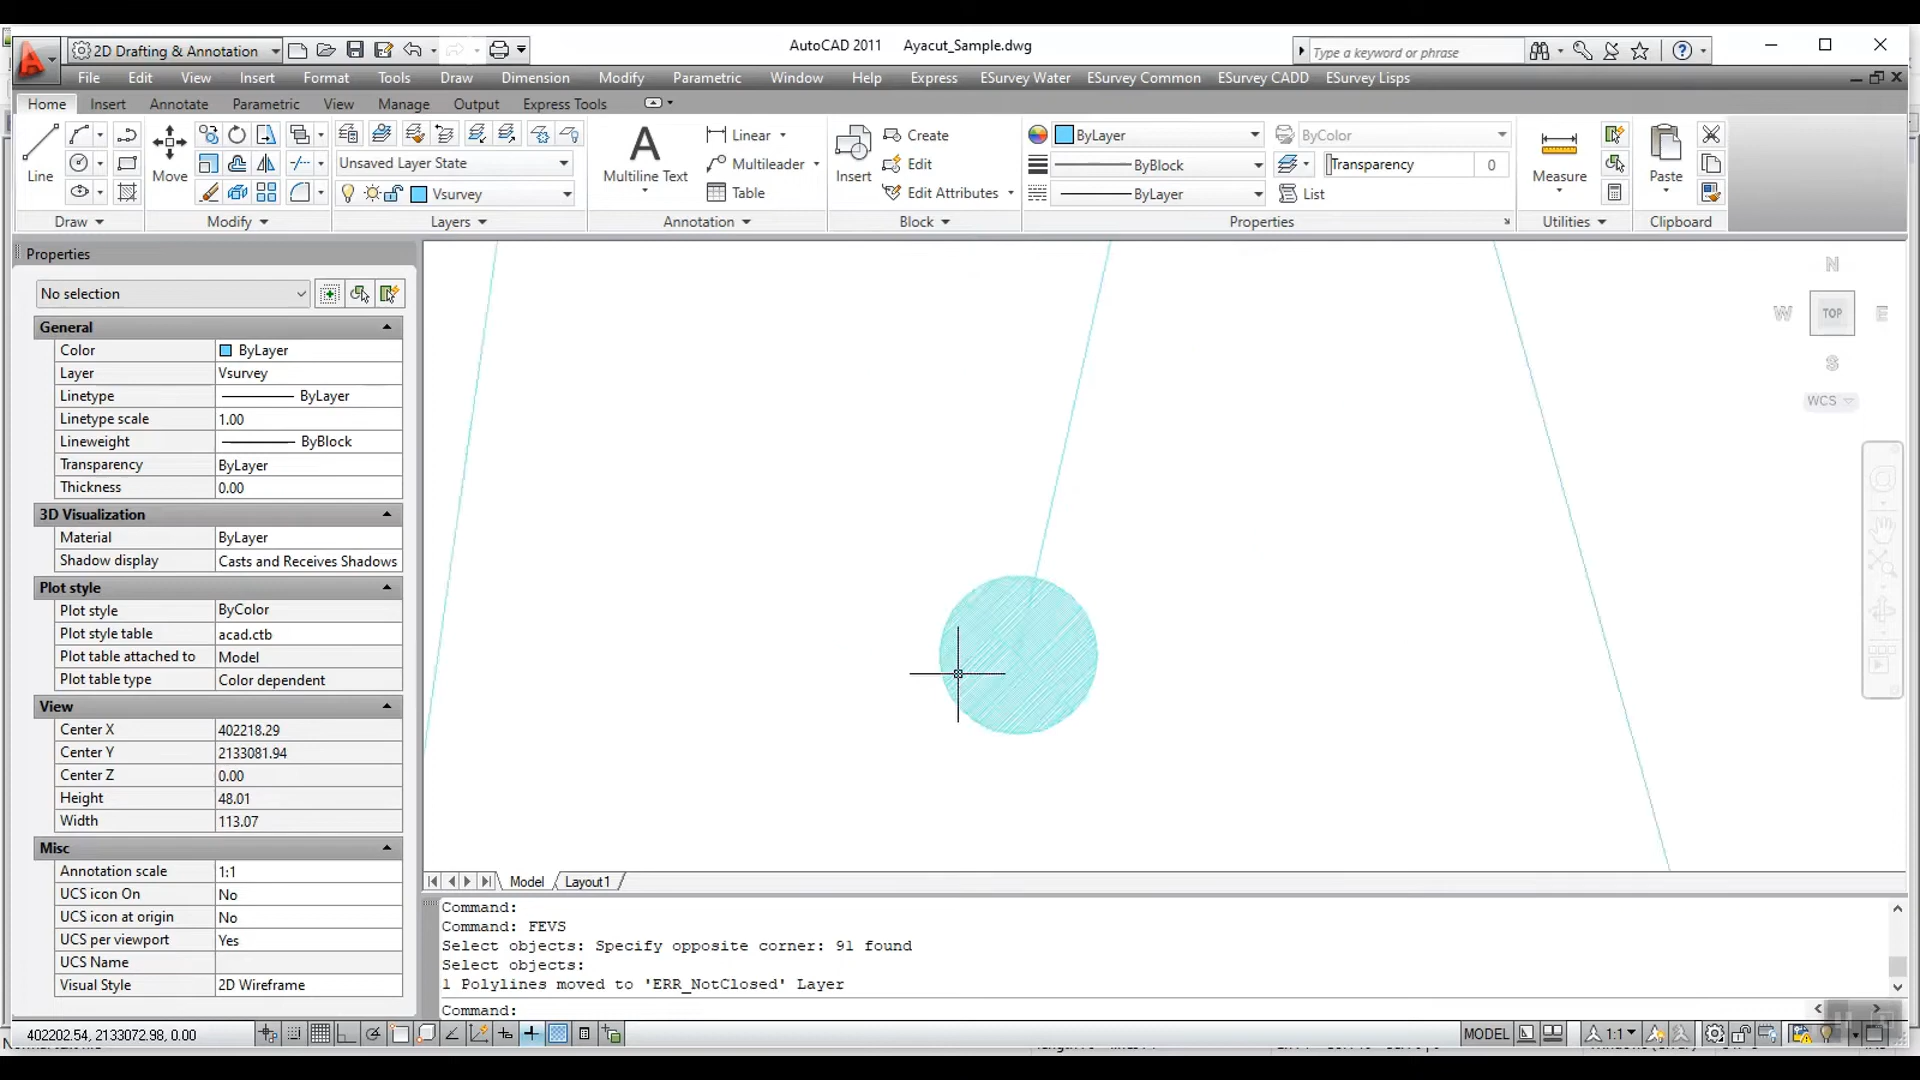 2D Drafting & Annotation
AutoCAD 2011 Ayacut_Sample.dwg
Type a keyword or phrase
File Edit View Insert Format Tools Draw Dimension Modify Parametric Window Help Express ESurvey Water ESurvey Common ESurvey CADD ESurvey Lisps
Home Insert Annotate Parametric View Manage Output Express Tools
Line
Move
Unsaved Layer State
Vsurvey
A
Multiline Text
Linear
Multileader
Table
Insert
Create
Edit
Edit Attributes
ByLayer
ByBlock
ByLayer
ByColor
Transparency 0
List
Measure
Paste
Draw Modify Layers Annotation Block Properties Utilities Clipboard
Properties
No selection
General
Color ByLayer
Layer Vsurvey
Linetype ByLayer
Linetype scale 1.00
Lineweight ByBlock
Transparency ByLayer
Thickness 0.00
3D Visualization
Material ByLayer
Shadow display Casts and Receives Shadows
Plot style
Plot style ByColor
Plot style table acad.ctb
Plot table attached to Model
Plot table type Color dependent
View
Center X 402218.29
Center Y 2133081.94
Center Z 0.00
Height 48.01
Width 113.07
Misc
Annotation scale 1:1
UCS icon On No
UCS icon at origin No
UCS per viewport Yes
UCS Name
Visual Style 2D Wireframe
N
W TOP E
S
WCS
Model Layout1
Command:
Command: FEVS
Select objects: Specify opposite corner: 91 found
Select objects:
1 Polylines moved to 'ERR_NotClosed' Layer
Command:
402202.54, 2133072.98, 0.00
MODEL
1:1